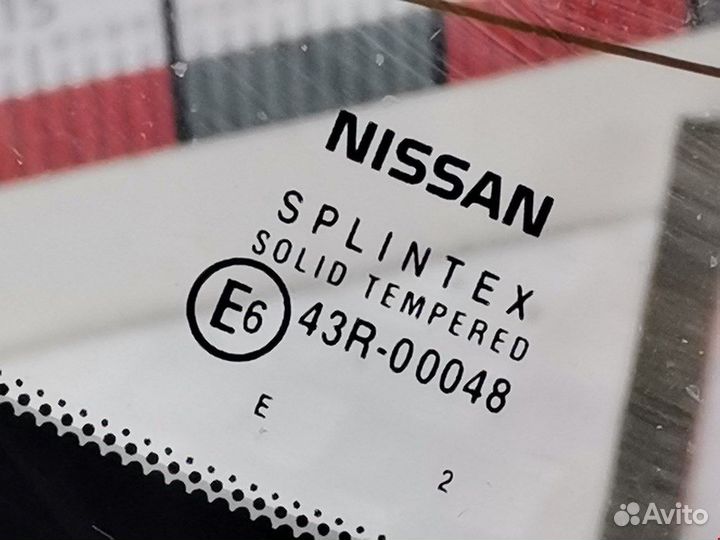 NISSAN
SPLINTEX
SOLID TEMPERED
E6 43R-00048
E
2
Avito